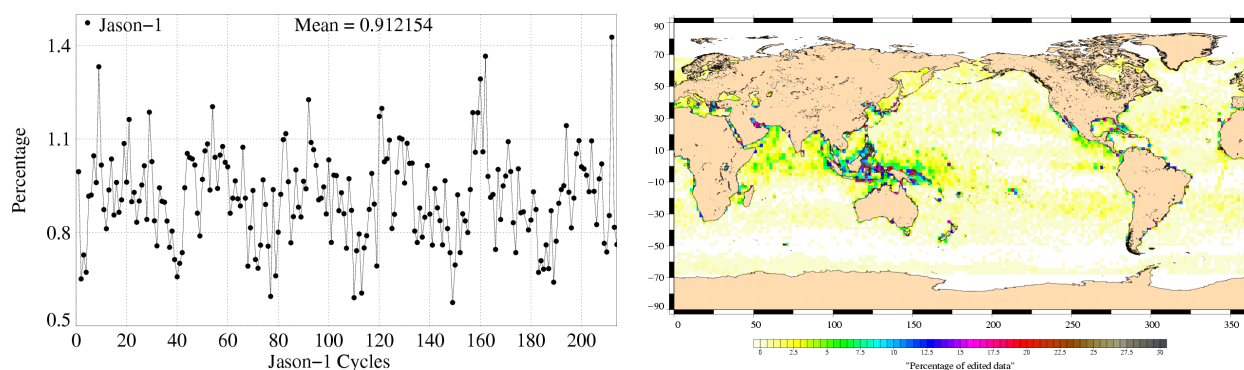 Jason−1
Mean = 0.912154
1.4
1.1
0.8
0.5
Percentage
0 20 40 60 80 100 120 140 160 180 200
Jason−1 Cycles
90
70
50
30
10
−10
−30
−50
−70
−90
0 50 100 150 200 250 300 350
0 2.5 5 7.5 10 12.5 15 17.5 20 22.5 25 27.5 30
"Percentage of edited data"